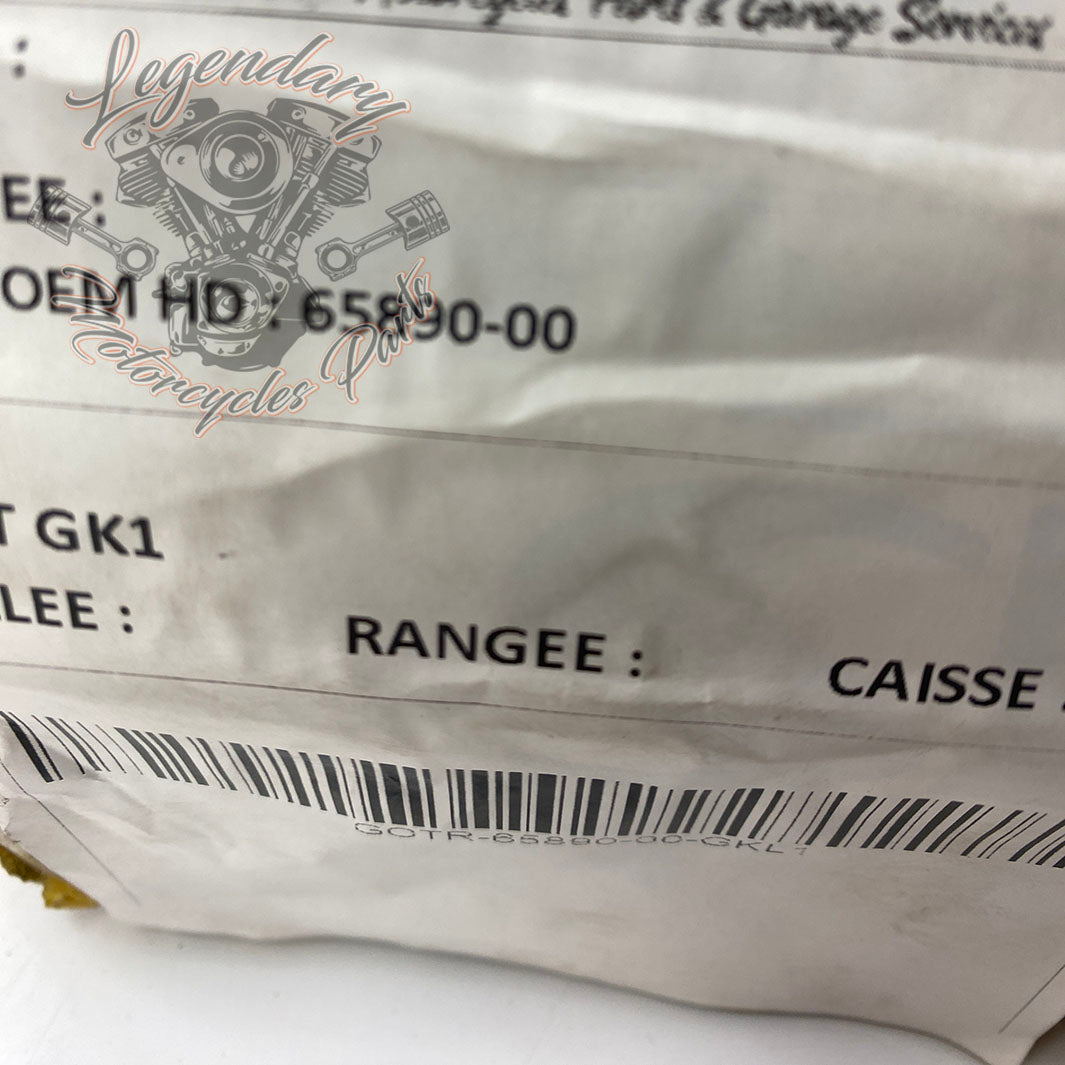 Motorcycles Parts & Garage Services
:
Legendary
EE :
OEM HD : 65890-00
Motorcycles Parts
T GK1
LEE :
RANGEE :
CAISSE :
GOTR-65890-00-GKL1